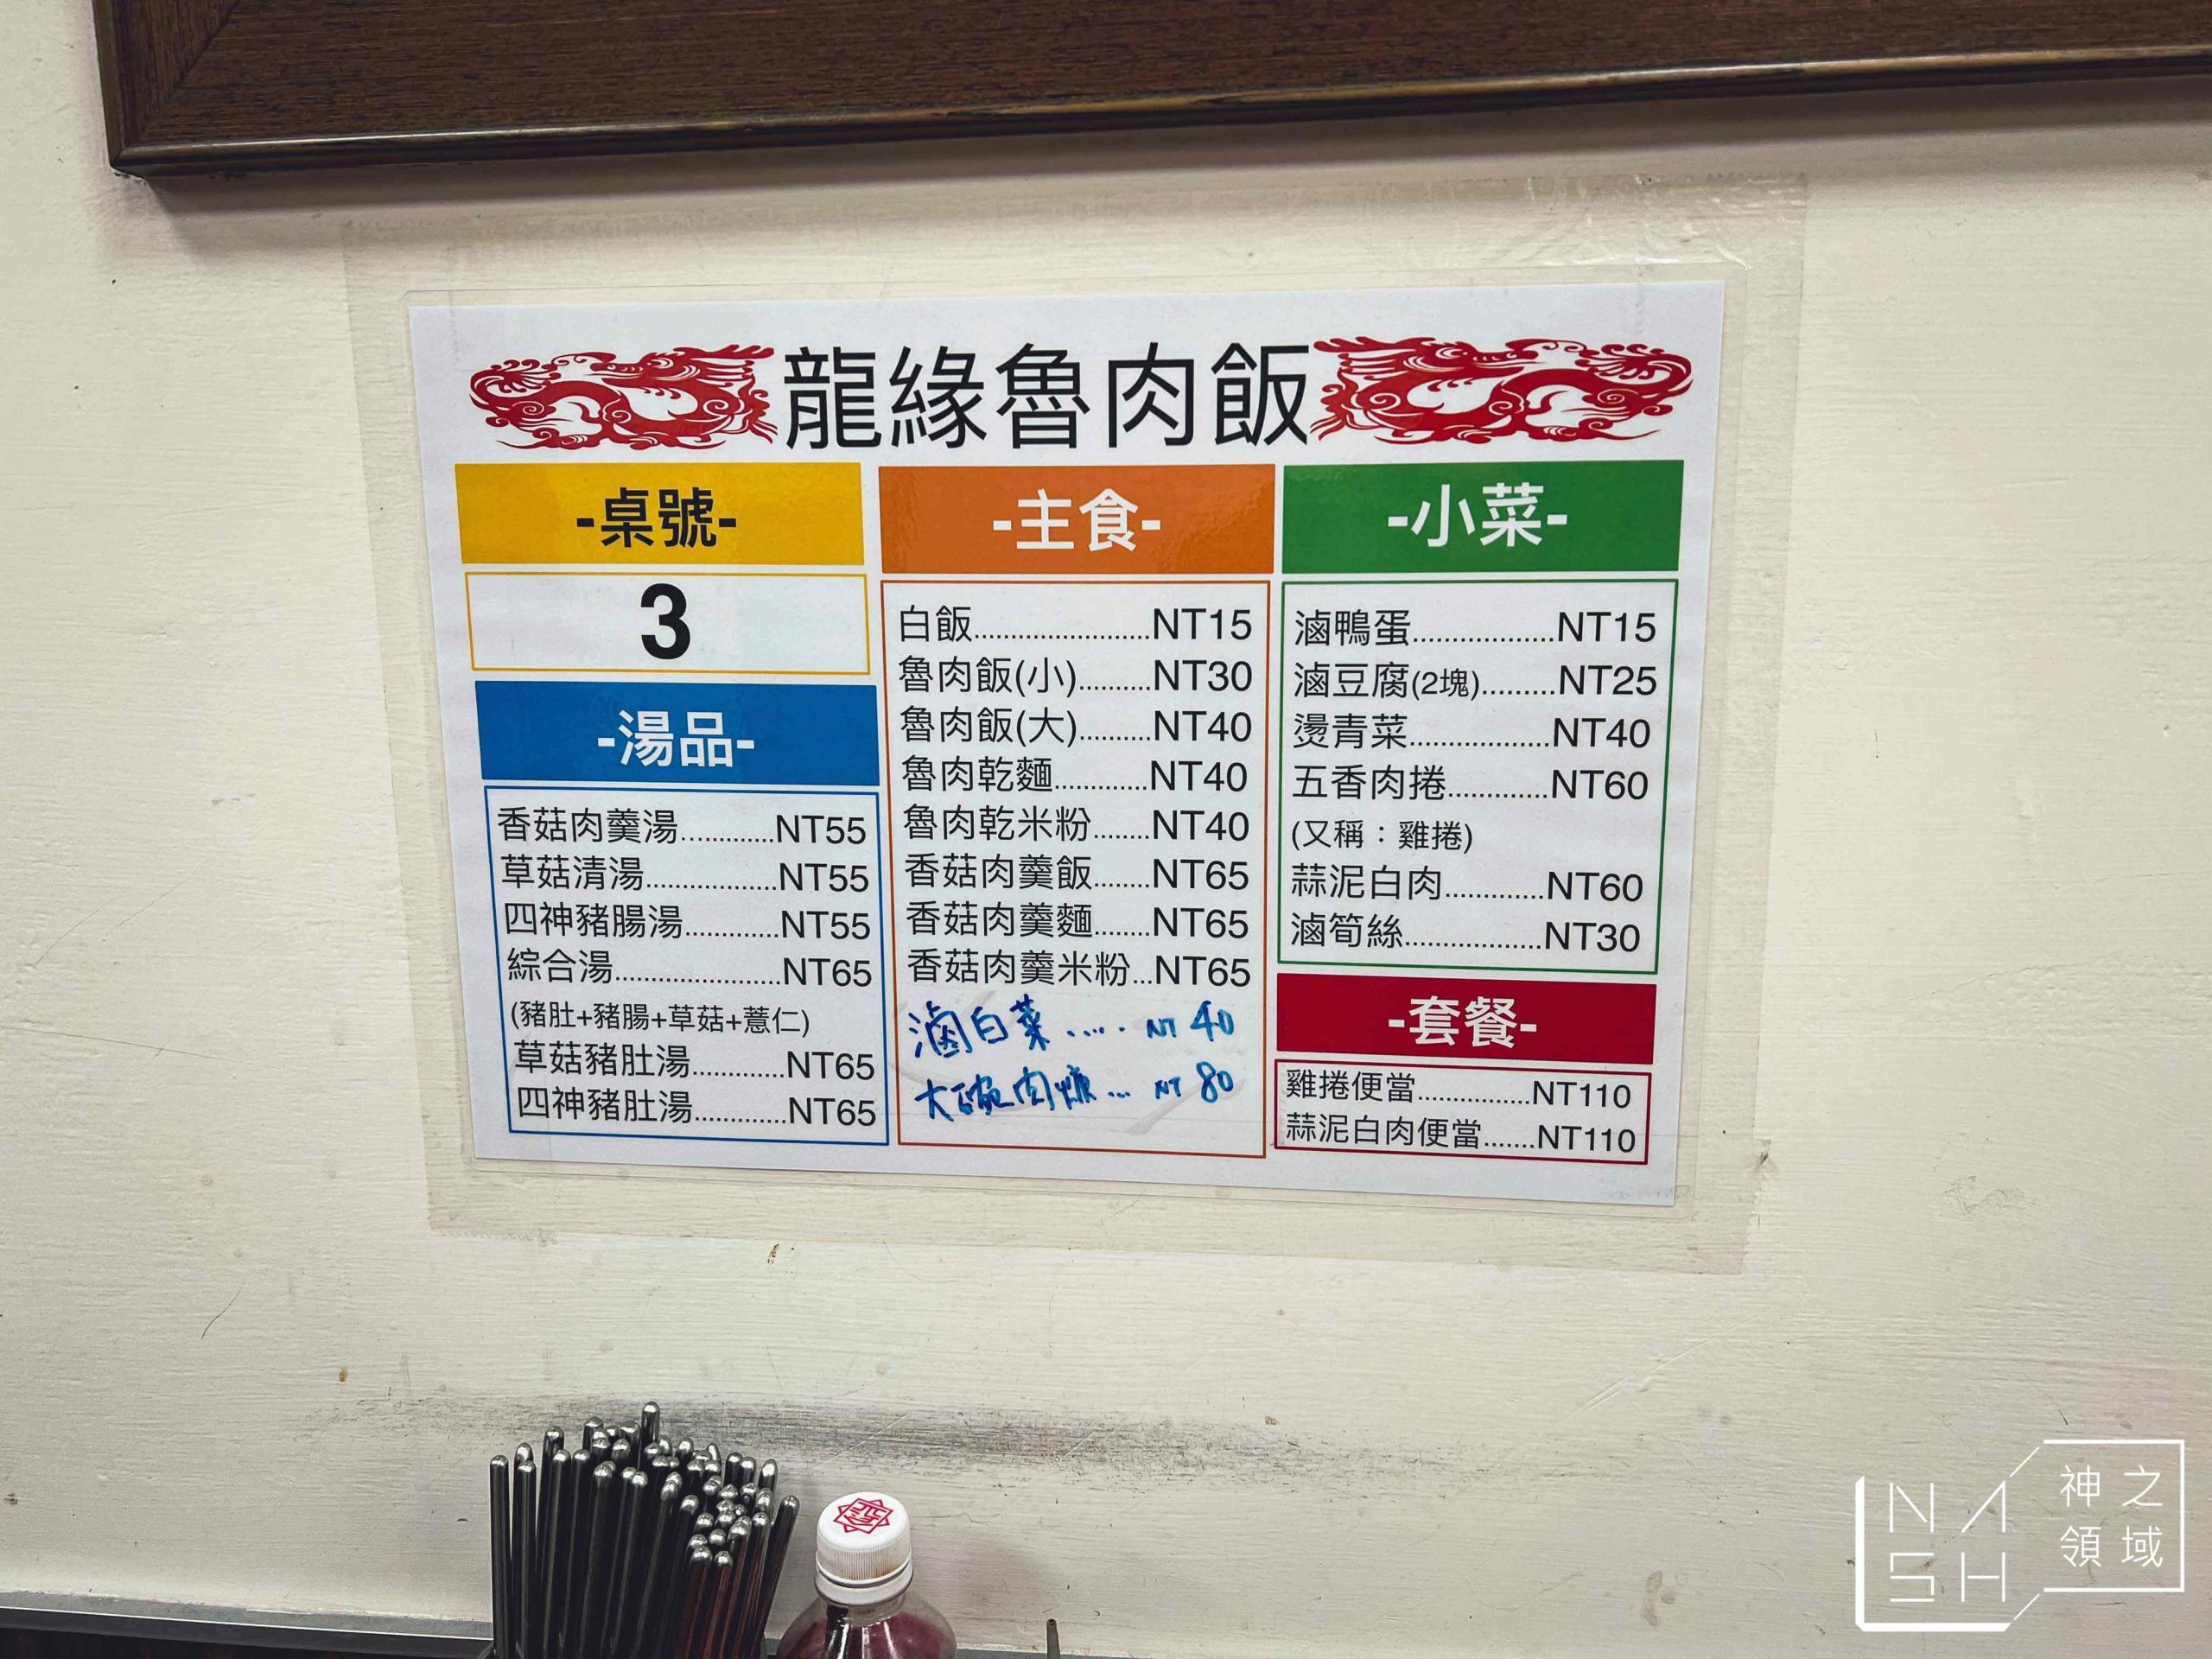 龍緣魯肉飯
-桌號-
3
-湯品-
香菇肉羹湯............NT55
草菇清湯.................NT55
四神豬腸湯............NT55
綜合湯.....................NT65
(豬肚+豬腸+草菇+薏仁)
草菇豬肚湯............NT65
四神豬肚湯............NT65
-主食-
白飯.......................NT15
魯肉飯(小).........NT30
魯肉飯(大).........NT40
魯肉乾麵............NT40
魯肉乾米粉.......NT40
香菇肉羹飯.......NT65
香菇肉羹麵.......NT65
香菇肉羹米粉...NT65
滷白菜..... NT 40
大碗肉焿... NT 80
-小菜-
滷鴨蛋..................NT15
滷豆腐(2塊).........NT25
燙青菜..................NT40
五香肉捲.............NT60
(又稱：雞捲)
蒜泥白肉.............NT60
滷筍絲.................NT30
-套餐-
雞捲便當...............NT110
蒜泥白肉便當.......NT110
NASH
神之
領域